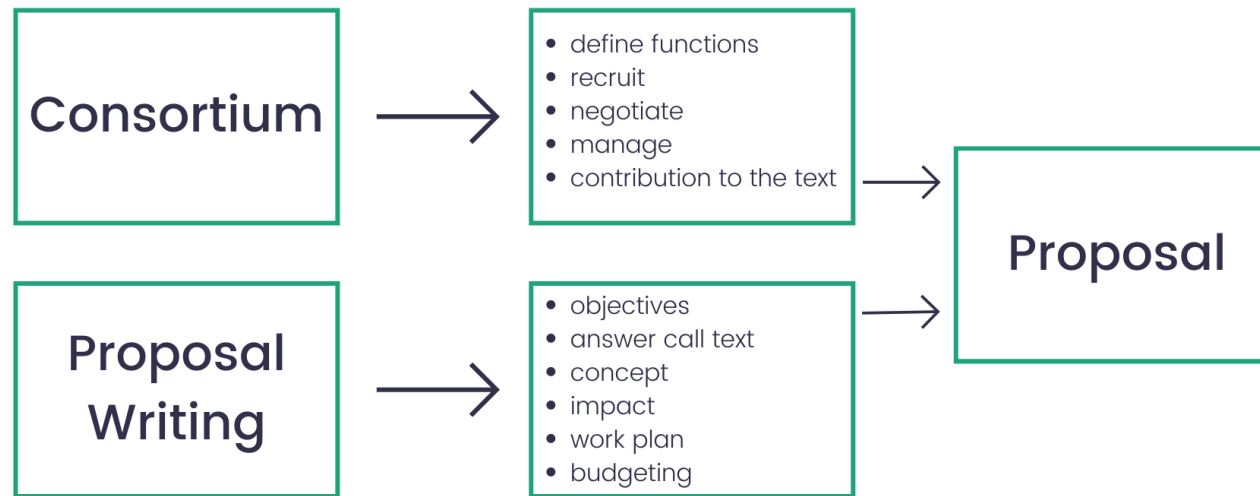 Consortium
• define functions
• recruit
• negotiate
• manage
• contribution to the text
Proposal
Writing
• objectives
• answer call text
• concept
• impact
• work plan
• budgeting
Proposal